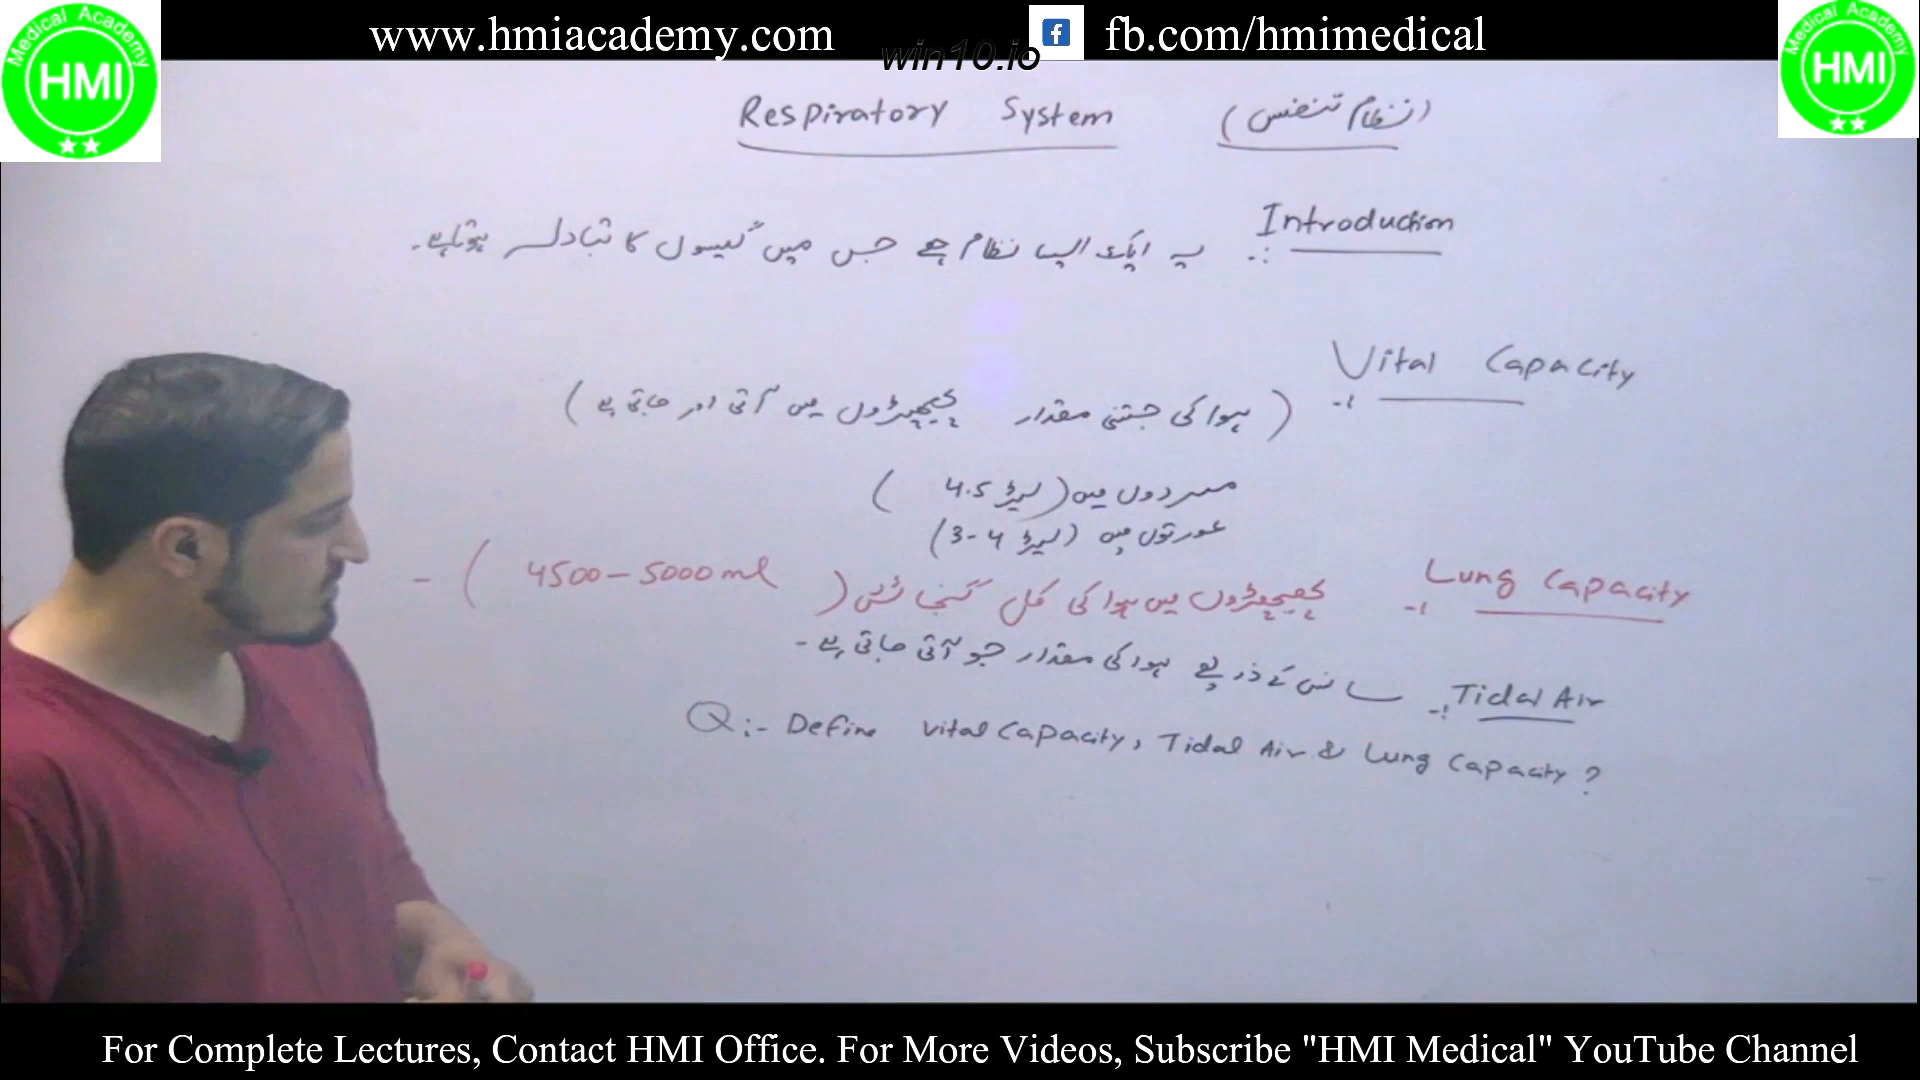 www.hmiacademy.com
fb.com/hmimedical
win10.io
Medical Academy
HMI
Medical Academy
HMI
Respiratory System (نظام تنفس)
Introduction :- یہ ایک ایسا نظام ہے جس میں گیسوں کا تبادلہ ہوتا ہے۔
Vital Capacity :- (ہوا کی جتنی مقدار پھیپھڑوں میں آتی اور جاتی ہے)
مردوں میں (4.5 لیٹر)
عورتوں میں (3-4 لیٹر)
Lung Capacity :- پھیپھڑوں میں ہوا کی کل گنجائش (4500-5000ml) -
Tidal Air :- سانس کے ذریعے ہوا کی مقدار جو آتی جاتی ہے۔
Q:- Define Vital Capacity, Tidal Air & Lung Capacity ?
For Complete Lectures, Contact HMI Office. For More Videos, Subscribe "HMI Medical" YouTube Channel